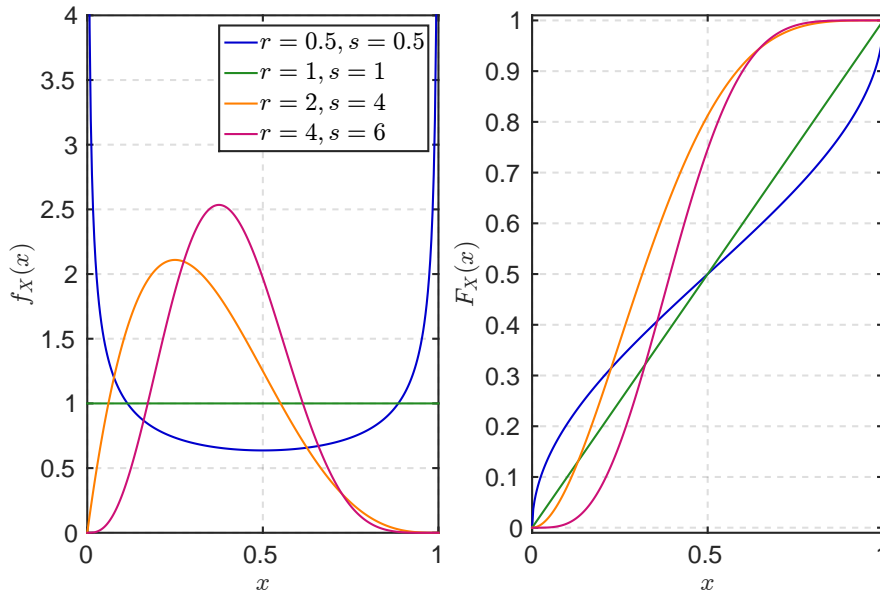 4
3.5
3
2.5
2
1.5
1
0.5
0
0 0.5 1
x
f_X(x)
r = 0.5, s = 0.5
r = 1, s = 1
r = 2, s = 4
r = 4, s = 6
1
0.9
0.8
0.7
0.6
0.5
0.4
0.3
0.2
0.1
0
0 0.5 1
x
F_X(x)